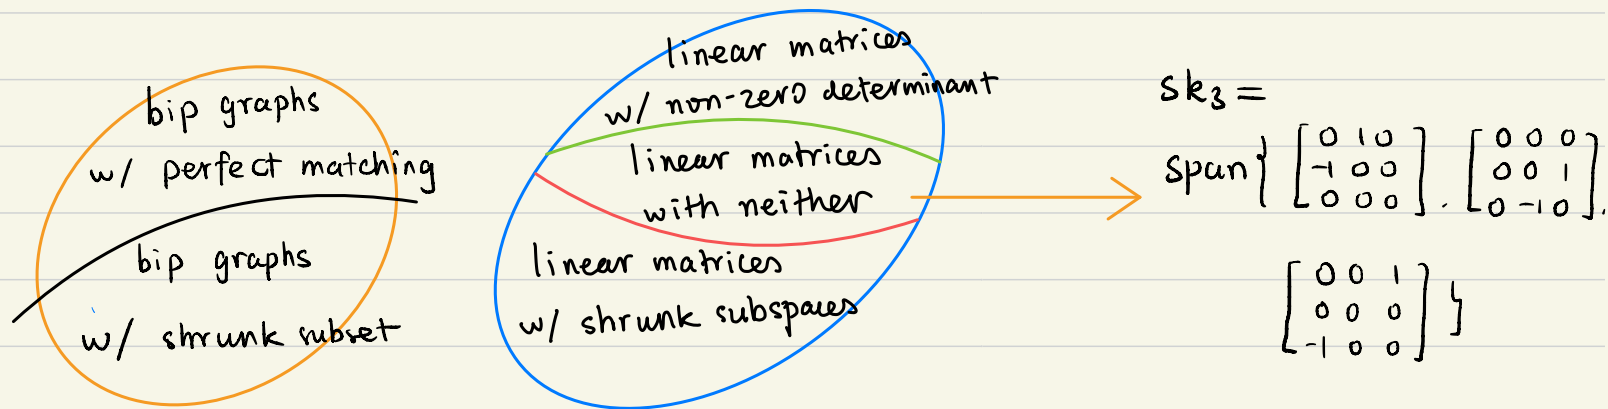 bip graphs
w/ perfect matching
bip graphs
w/ shrunk subset
linear matrices
w/ non-zero determinant
linear matrices
with neither
linear matrices
w/ shrunk subspaces
sk₃ =
span{ [ 0 1 0 ] . [ 0 0 0 ] .
[ -1 0 0 ] [ 0 0 1 ]
[ 0 0 0 ] [ 0 -1 0 ]
[ 0 0 1 ] }
[ 0 0 0 ]
[ -1 0 0 ]